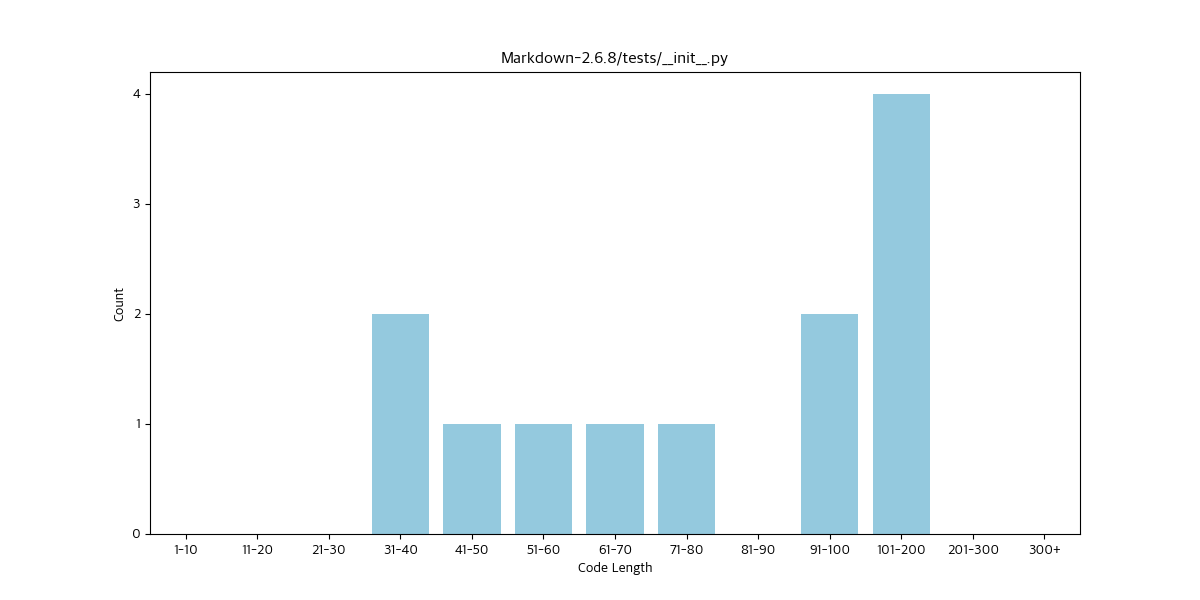 Markdown-2.6.8/tests/__init__.py
4
3
2
1
0
Count
1-10 11-20 21-30 31-40 41-50 51-60 61-70 71-80 81-90 91-100 101-200 201-300 300+
Code Length